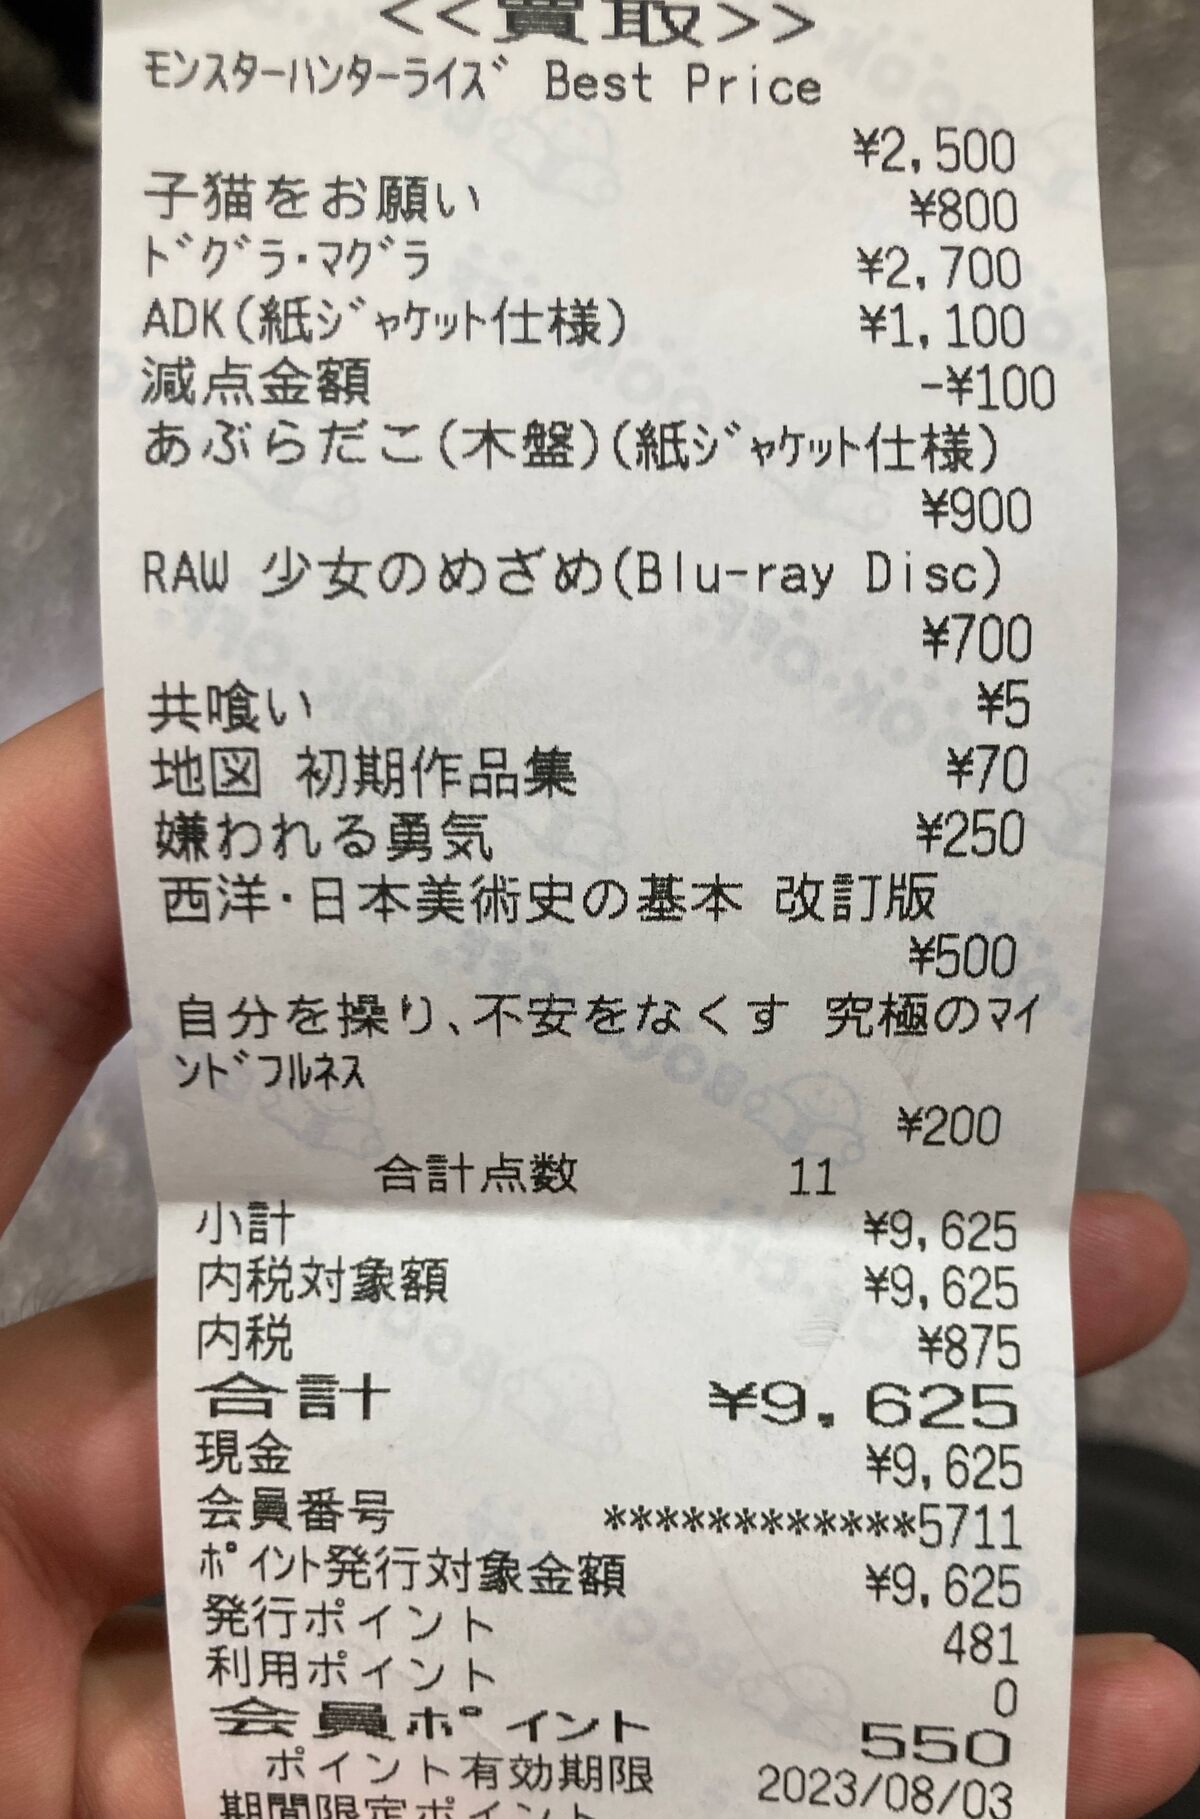 <<買取>>
モンスターハンターライズ Best Price
¥2,500
子猫をお願い ¥800
ドグラ・マグラ ¥2,700
ADK(紙ジャケット仕様) ¥1,100
減点金額 -¥100
あぶらだこ(木盤)(紙ジャケット仕様)
¥900
RAW 少女のめざめ(Blu-ray Disc)
¥700
共喰い ¥5
地図 初期作品集 ¥70
嫌われる勇気 ¥250
西洋・日本美術史の基本 改訂版
¥500
自分を操り、不安をなくす 究極のマイ
ンドフルネス
¥200
合計点数 11
小計 ¥9,625
内税対象額 ¥9,625
内税 ¥875
合計 ¥9,625
現金 ¥9,625
会員番号 ************5711
ポイント発行対象金額 ¥9,625
発行ポイント 481
利用ポイント 0
会員ポイント 550
ポイント有効期限 2023/08/03
期間限定ポイント